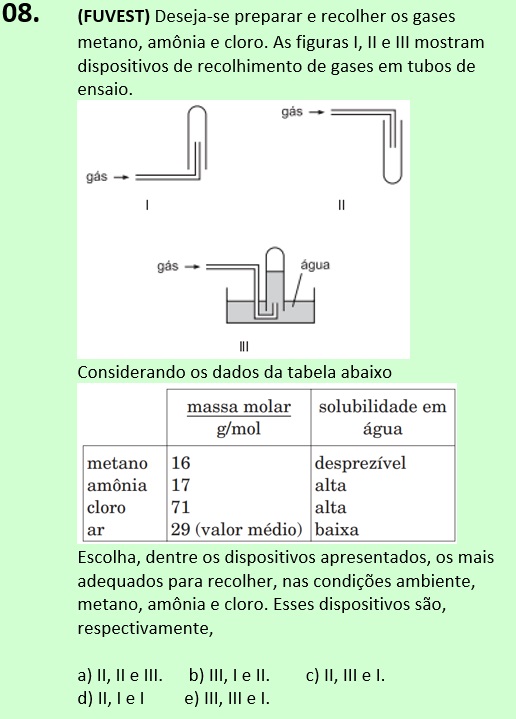 08.
(FUVEST) Deseja-se preparar e recolher os gases
metano, amônia e cloro. As figuras I, II e III mostram
dispositivos de recolhimento de gases em tubos de
ensaio.
gás
gás
I
II
gás
água
III
Considerando os dados da tabela abaixo
massa molar solubilidade em
g/mol água
metano 16 desprezível
amônia 17 alta
cloro 71 alta
ar 29 (valor médio) baixa
Escolha, dentre os dispositivos apresentados, os mais
adequados para recolher, nas condições ambiente,
metano, amônia e cloro. Esses dispositivos são,
respectivamente,
a) II, II e III. b) III, I e II. c) II, III e I.
d) II, I e I e) III, III e I.